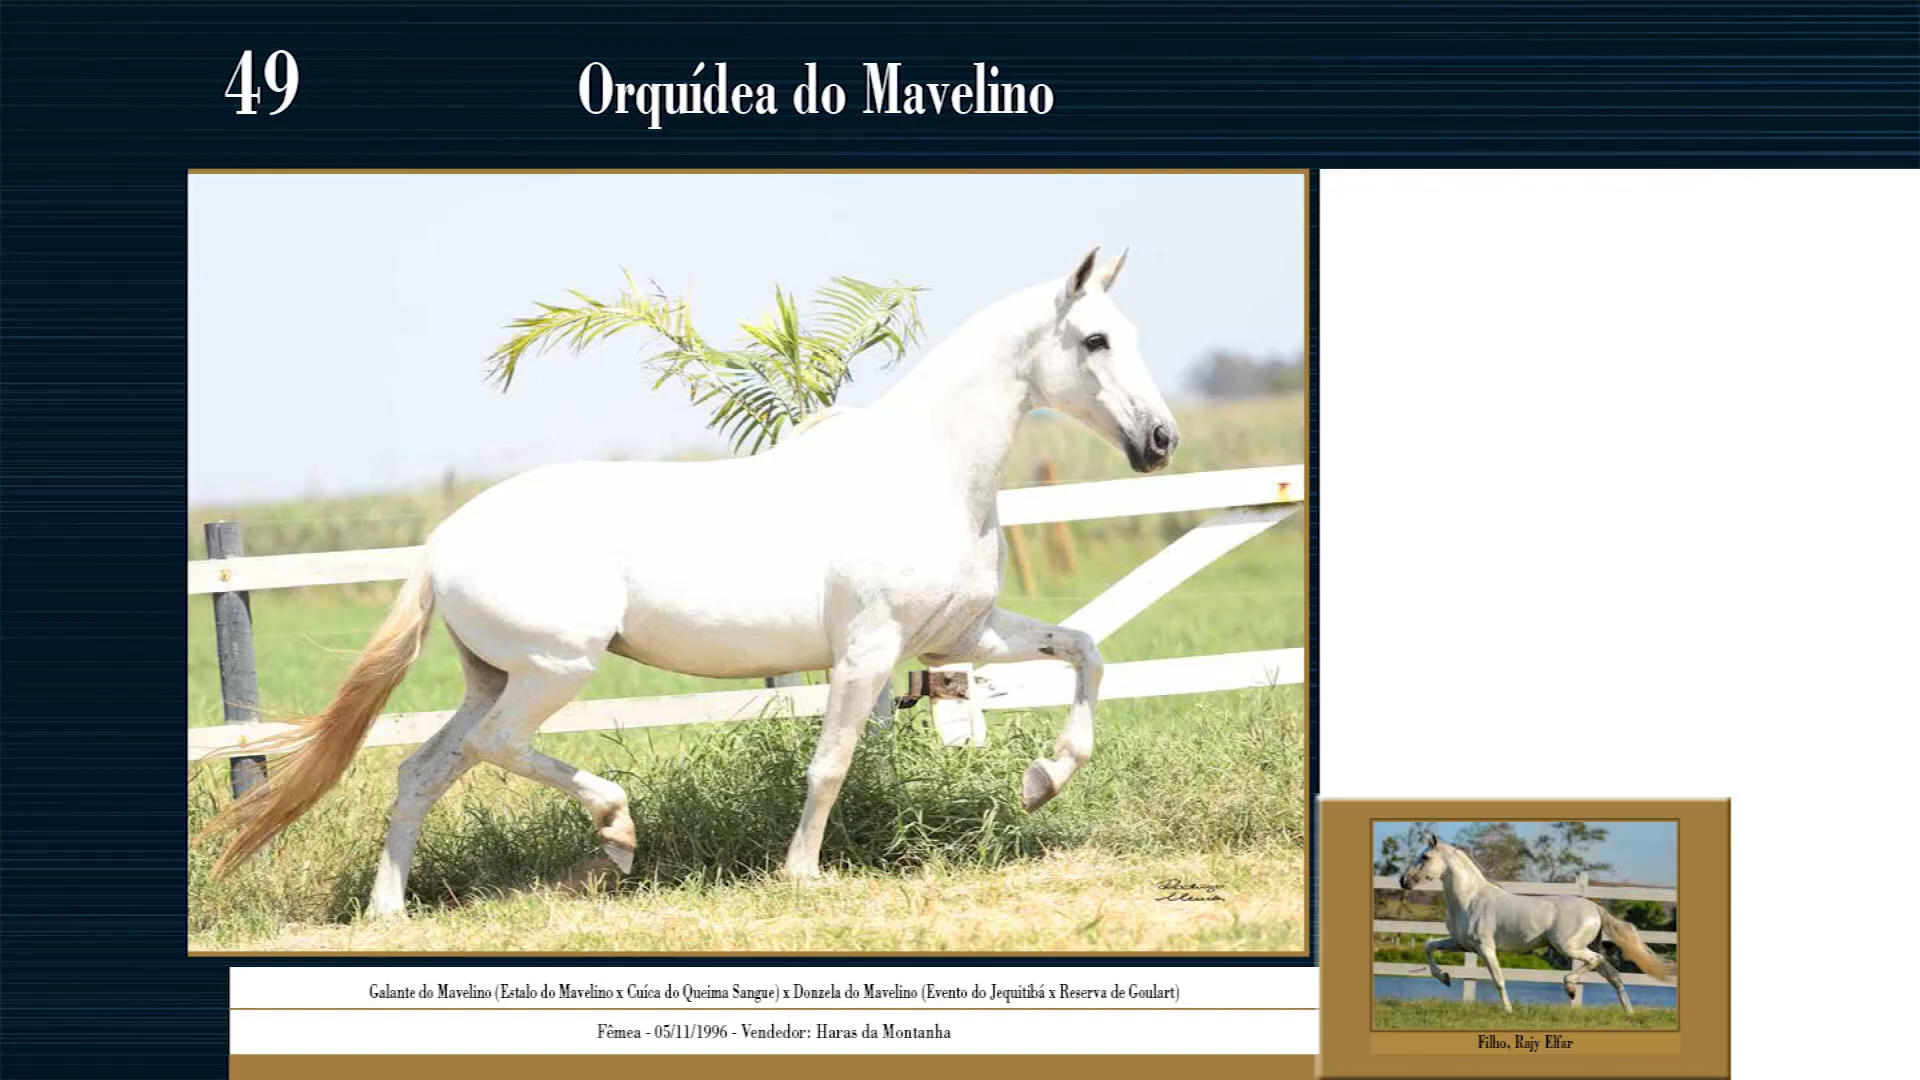 49
Orquídea do Mavelino
Galante do Mavelino (Estalo do Mavelino x Cuíca do Queima Sangue) x Donzela do Mavelino (Evento do Jequitibá x Reserva de Goulart)
Fêmea - 05/11/1996 - Vendedor: Haras da Montanha
Filho, Rajy Elfar